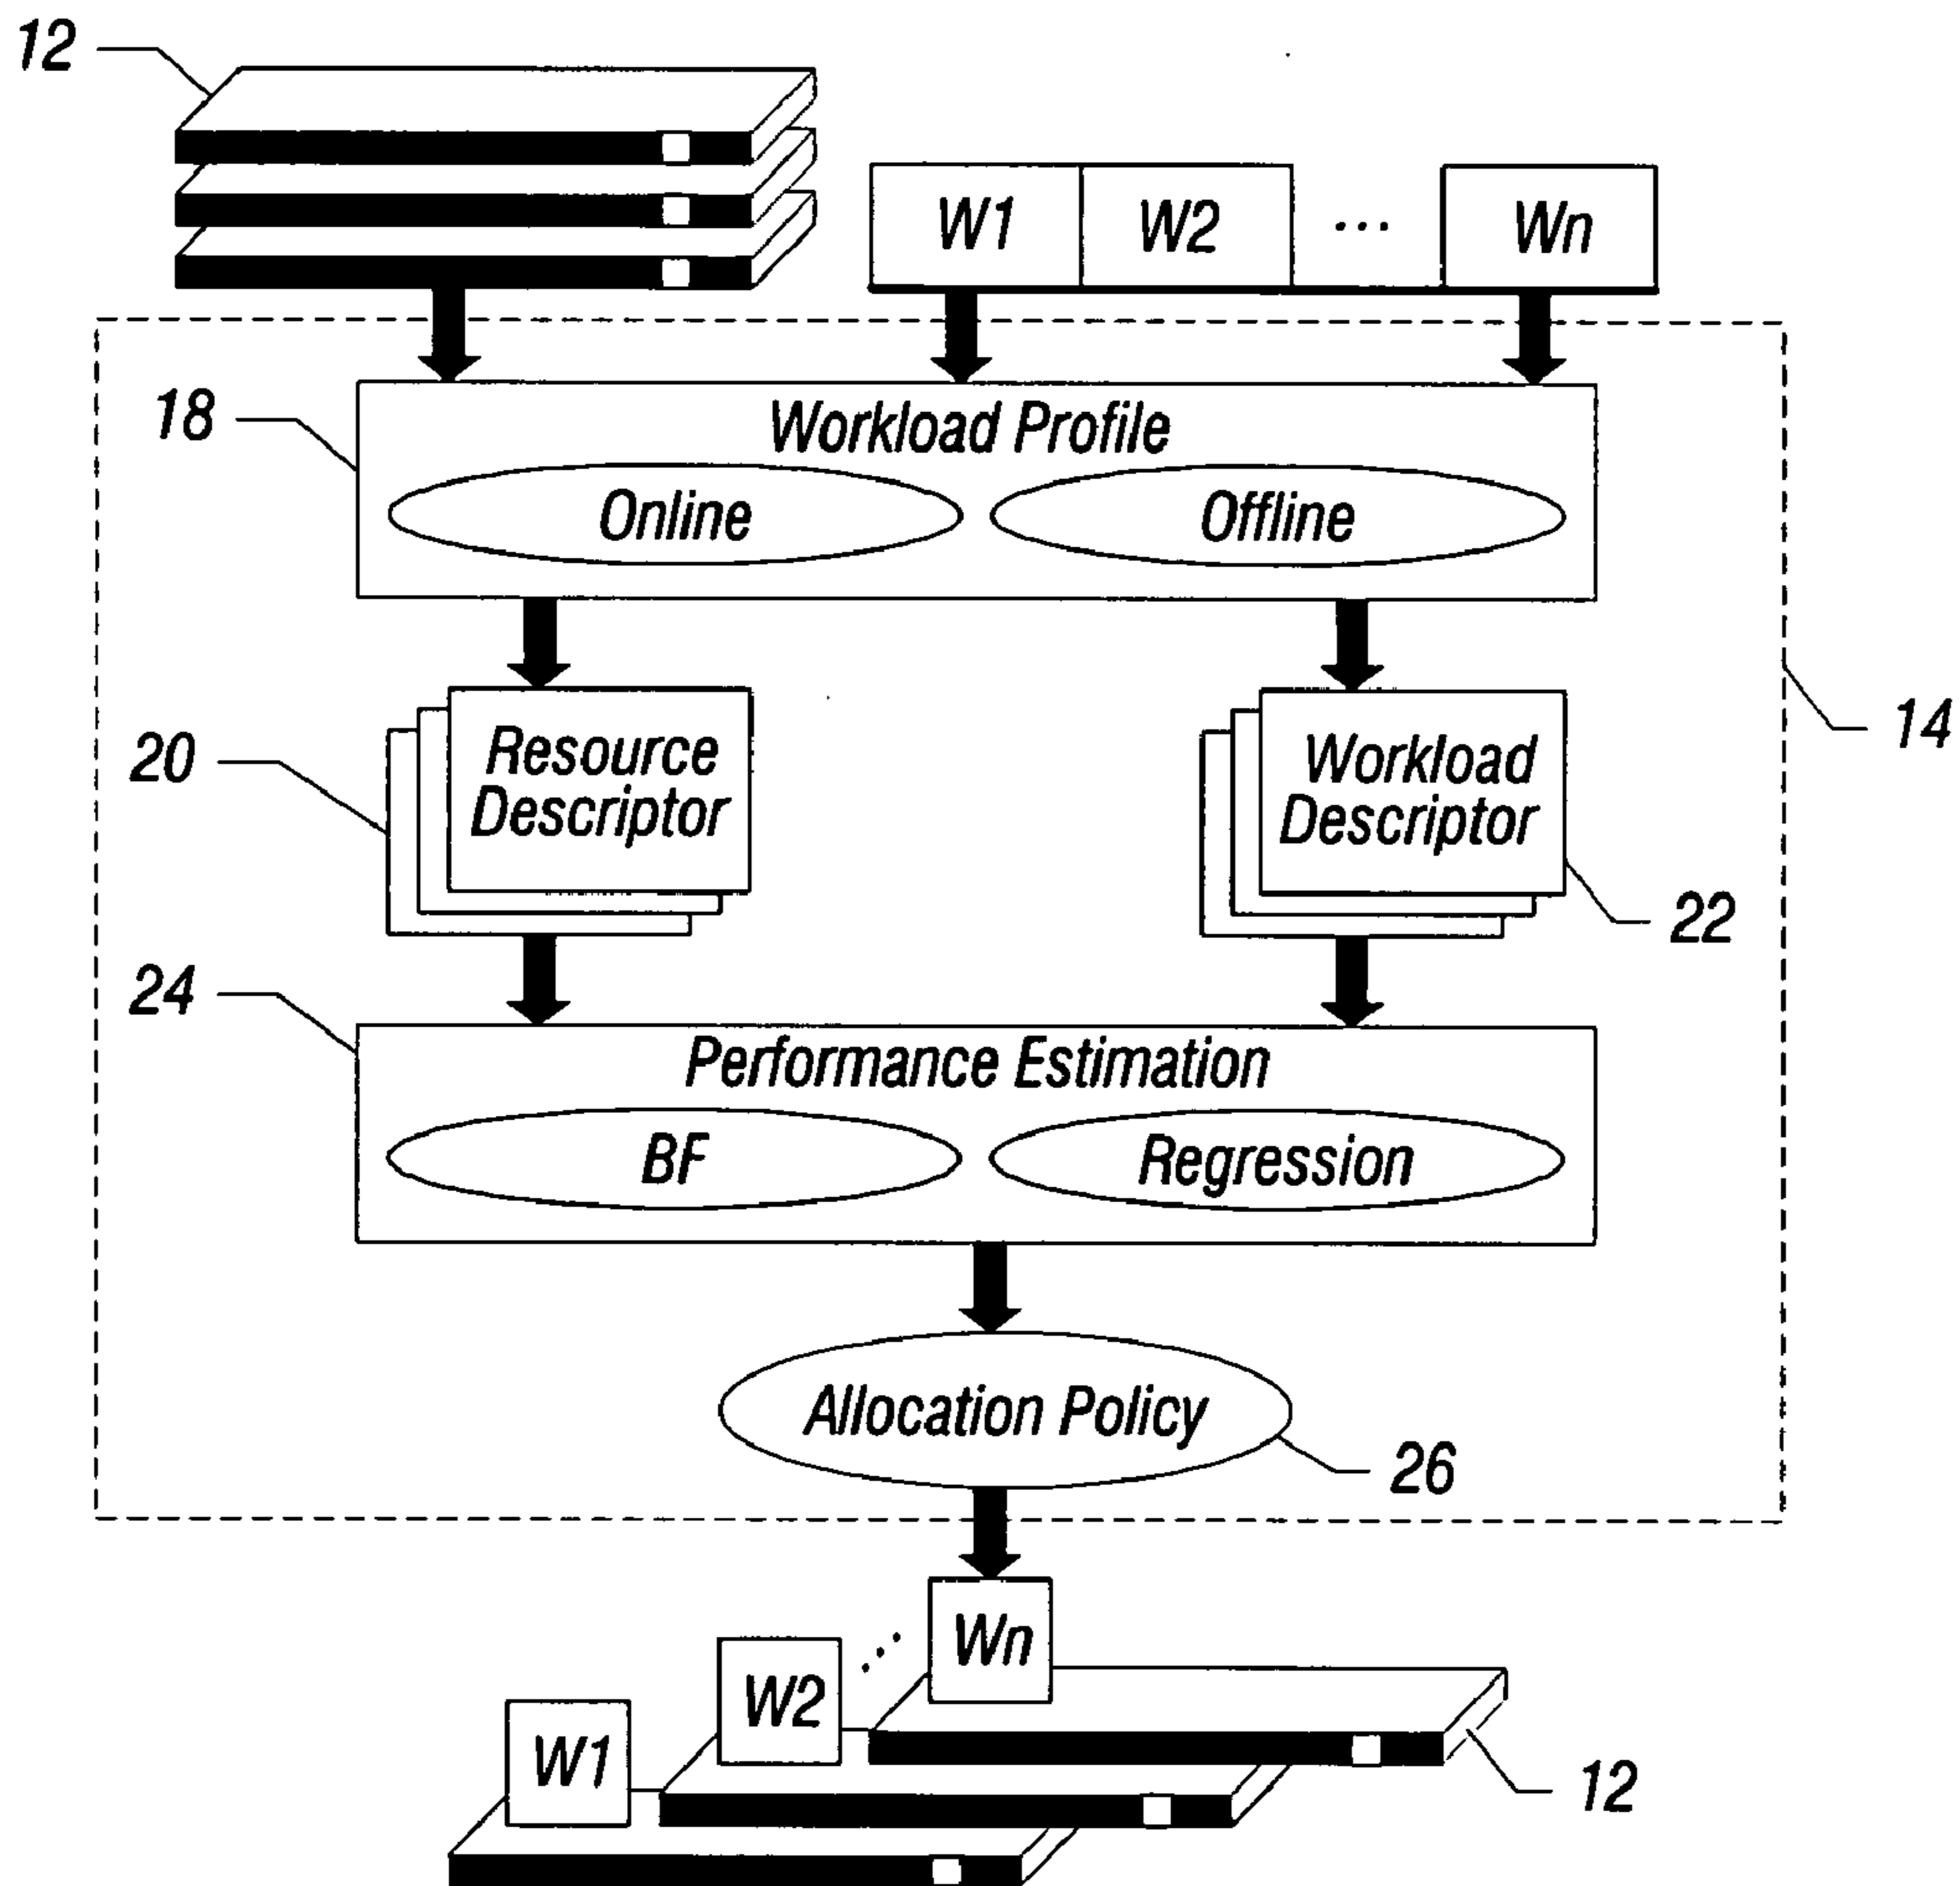 12
W1 W2 ... Wn
18
Workload Profile
Online Offline
14
20
Resource
Descriptor
Workload
Descriptor
22
24
Performance Estimation
BF Regression
Allocation Policy
26
Wn
W2 ...
W1
12